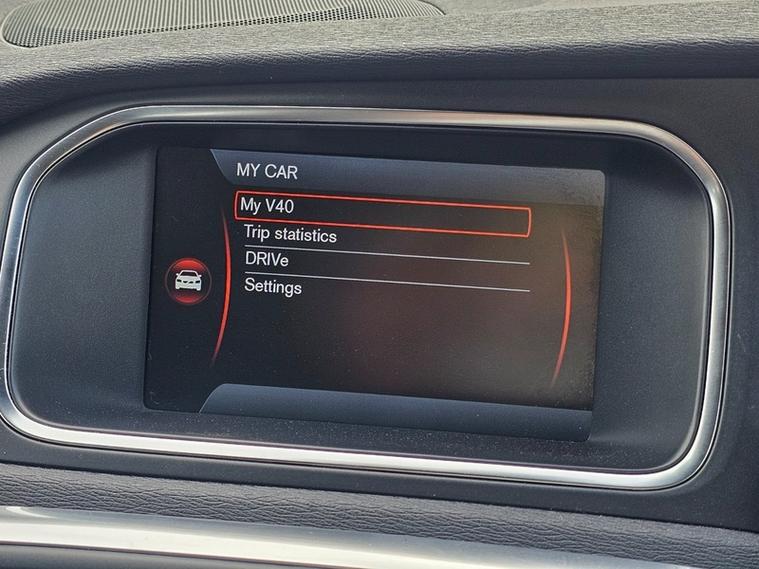 MY CAR
My V40
Trip statistics
DRIVe
Settings